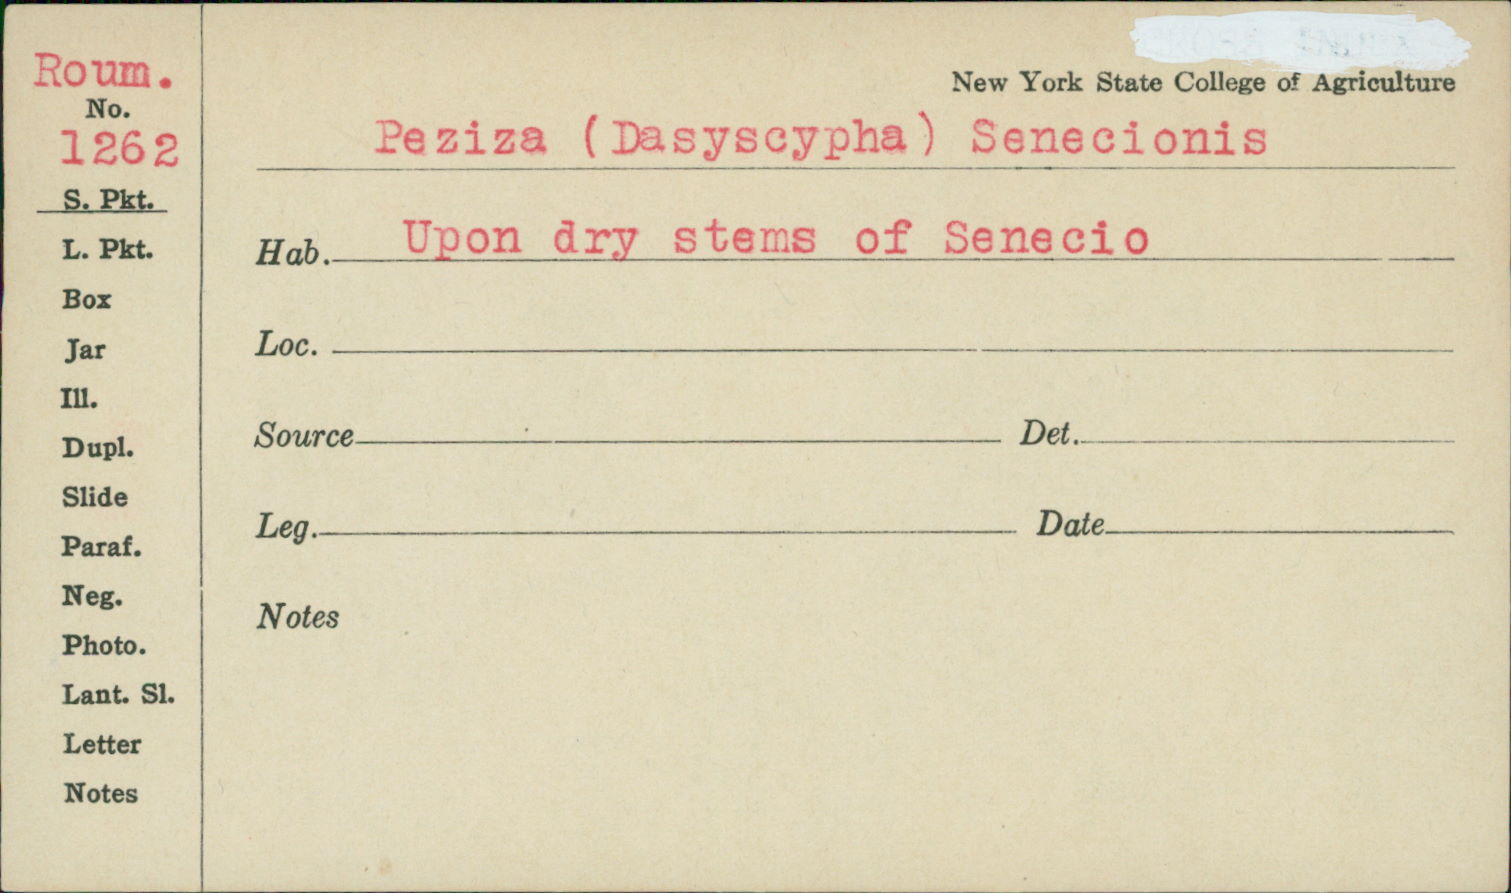 Roum.
No.
1262
S. Pkt.
L. Pkt.
Box
Jar
Ill.
Dupl.
Slide
Paraf.
Neg.
Photo.
Lant. Sl.
Letter
Notes
New York State College of Agriculture
Peziza (Dasyscypha) Senecionis
Hab. Upon dry stems of Senecio
Loc.
Source Det.
Leg. Date
Notes